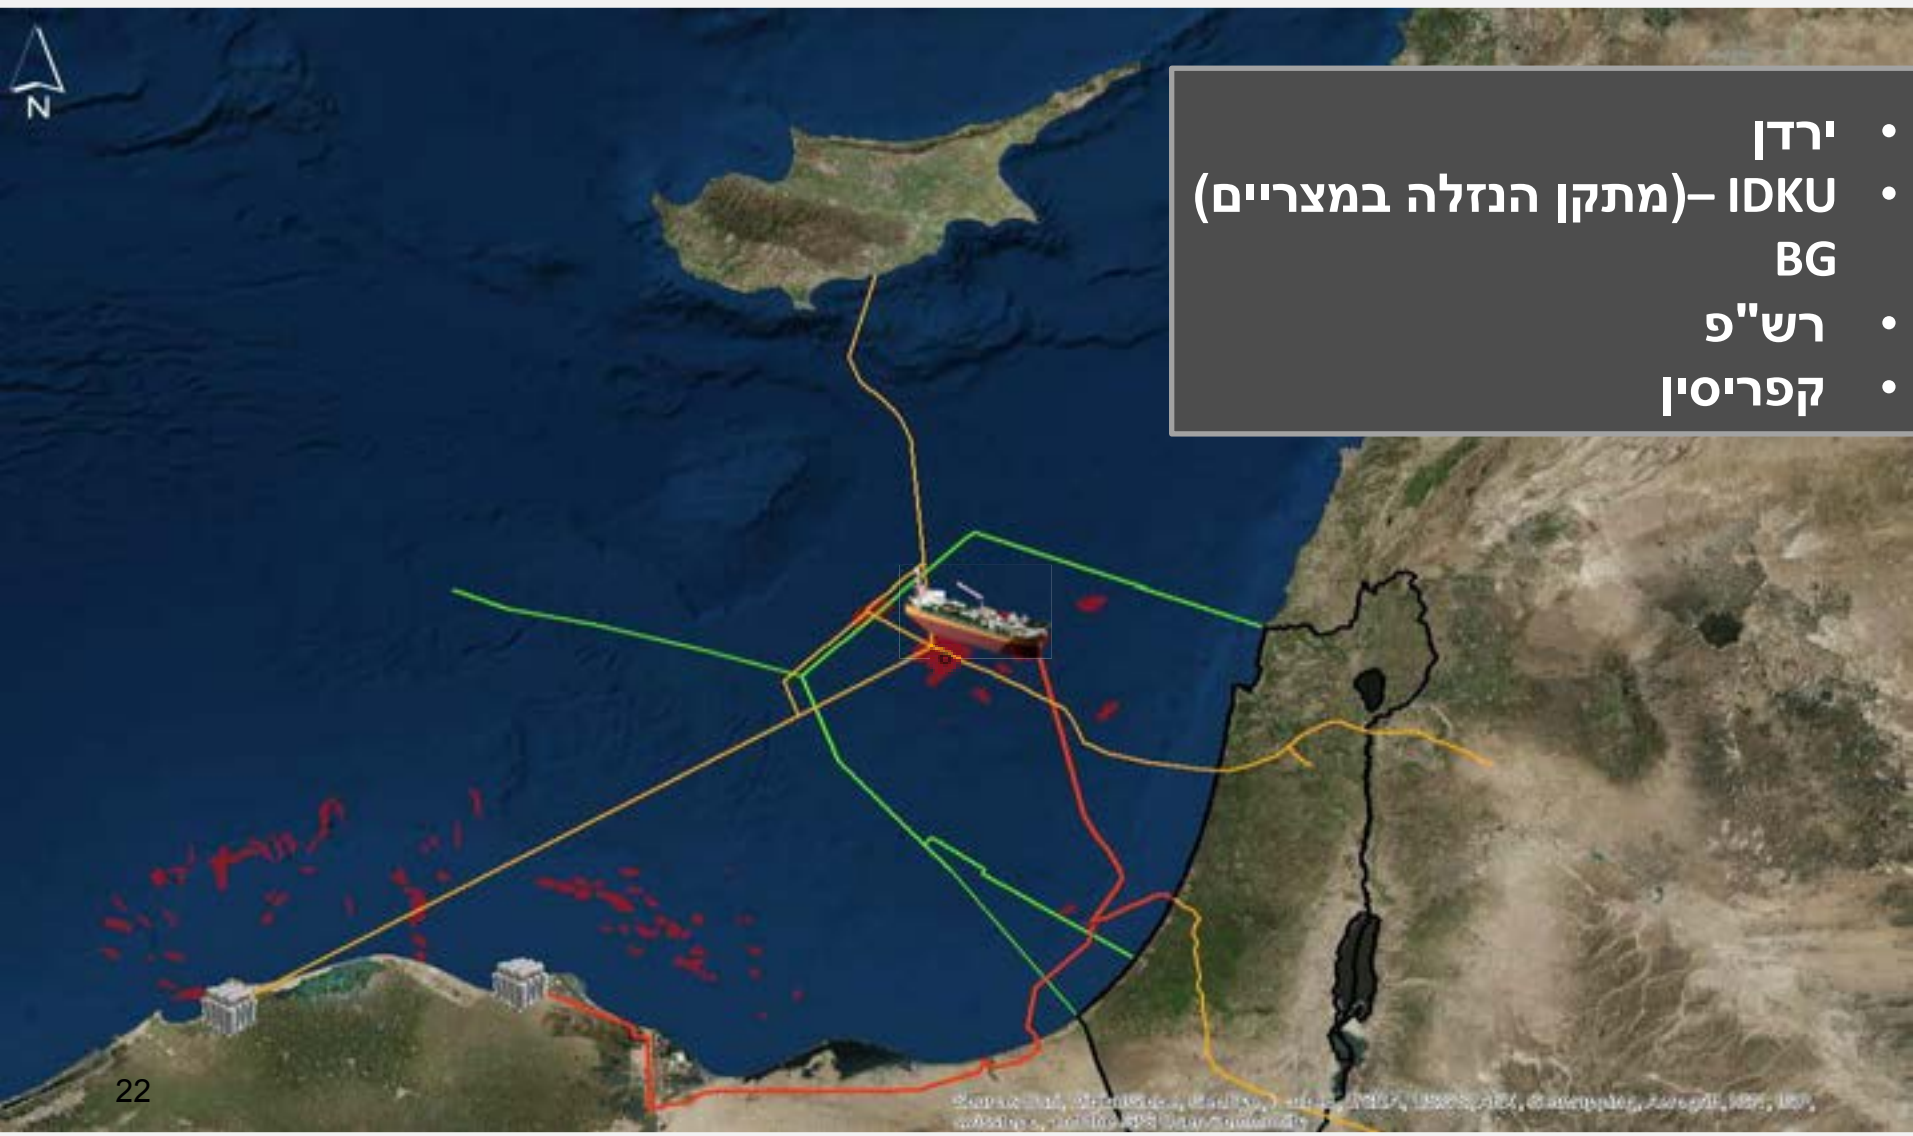 N
• ירדן
• IDKU –(מתקן הנזלה במצריים)
BG
• רש"פ
• קפריסין
22